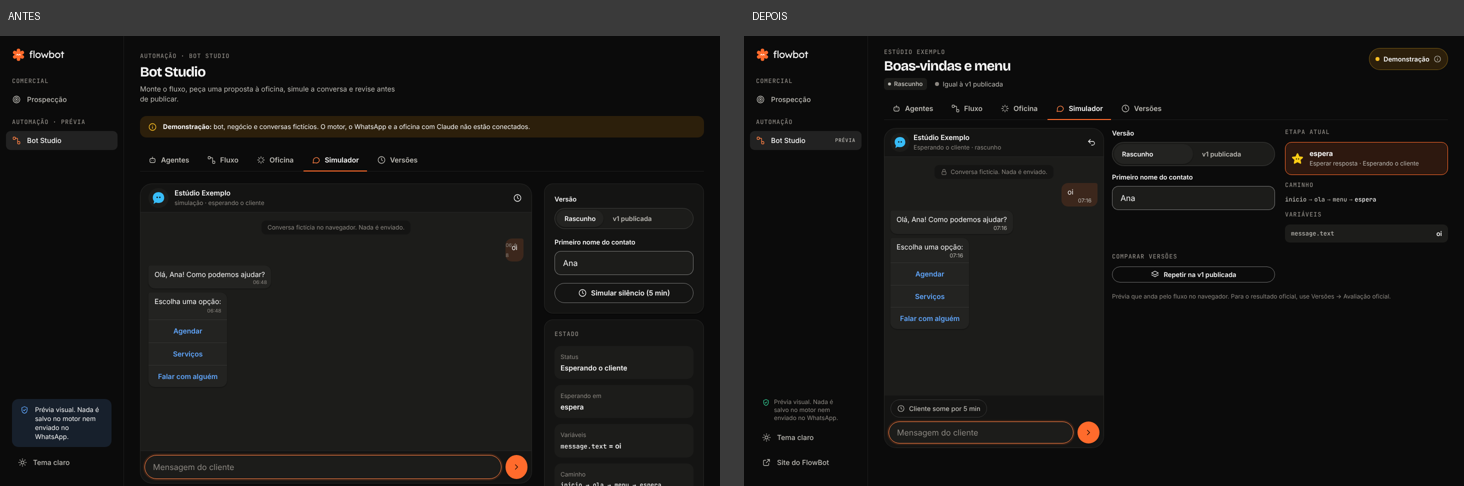 ANTES
flowbot
COMERCIAL
Prospecção
AUTOMAÇÃO · PRÉVIA
Bot Studio
Prévia visual. Nada é
salvo no motor nem
enviado no
WhatsApp.
Tema claro
AUTOMAÇÃO · BOT STUDIO
Bot Studio
Monte o fluxo, peça uma proposta à oficina, simule a conversa e revise antes
de publicar.
Demonstração: bot, negócio e conversas fictícios. O motor, o WhatsApp e a oficina com Claude não estão conectados.
Agentes
Fluxo
Oficina
Simulador
Versões
Estúdio Exemplo
simulação · esperando o cliente
Conversa fictícia no navegador. Nada é enviado.
oi
Olá, Ana! Como podemos ajudar?
06:48
Escolha uma opção:
06:48
Agendar
Serviços
Falar com alguém
Mensagem do cliente
Versão
Rascunho
v1 publicada
Primeiro nome do contato
Ana
Simular silêncio (5 min)
ESTADO
Status
Esperando o cliente
Esperando em
espera
Variáveis
message.text = oi
Caminho
inicio → ola → menu → espera
DEPOIS
flowbot
COMERCIAL
Prospecção
AUTOMAÇÃO
Bot Studio
PRÉVIA
Prévia visual. Nada é
salvo no motor nem
enviado no
WhatsApp.
Tema claro
Site do FlowBot
ESTÚDIO EXEMPLO
Boas-vindas e menu
Rascunho
Igual à v1 publicada
Demonstração
Agentes
Fluxo
Oficina
Simulador
Versões
Estúdio Exemplo
Esperando o cliente · rascunho
Conversa fictícia. Nada é enviado.
oi
07:16
Olá, Ana! Como podemos ajudar?
07:16
Escolha uma opção:
07:16
Agendar
Serviços
Falar com alguém
Cliente some por 5 min
Mensagem do cliente
Versão
Rascunho
v1 publicada
Primeiro nome do contato
Ana
ETAPA ATUAL
espera
Esperar resposta · Esperando o cliente
CAMINHO
inicio → ola → menu → espera
VARIÁVEIS
message.text
oi
COMPARAR VERSÕES
Repetir na v1 publicada
Prévia que anda pelo fluxo no navegador. Para o resultado oficial, use Versões → Avaliação oficial.